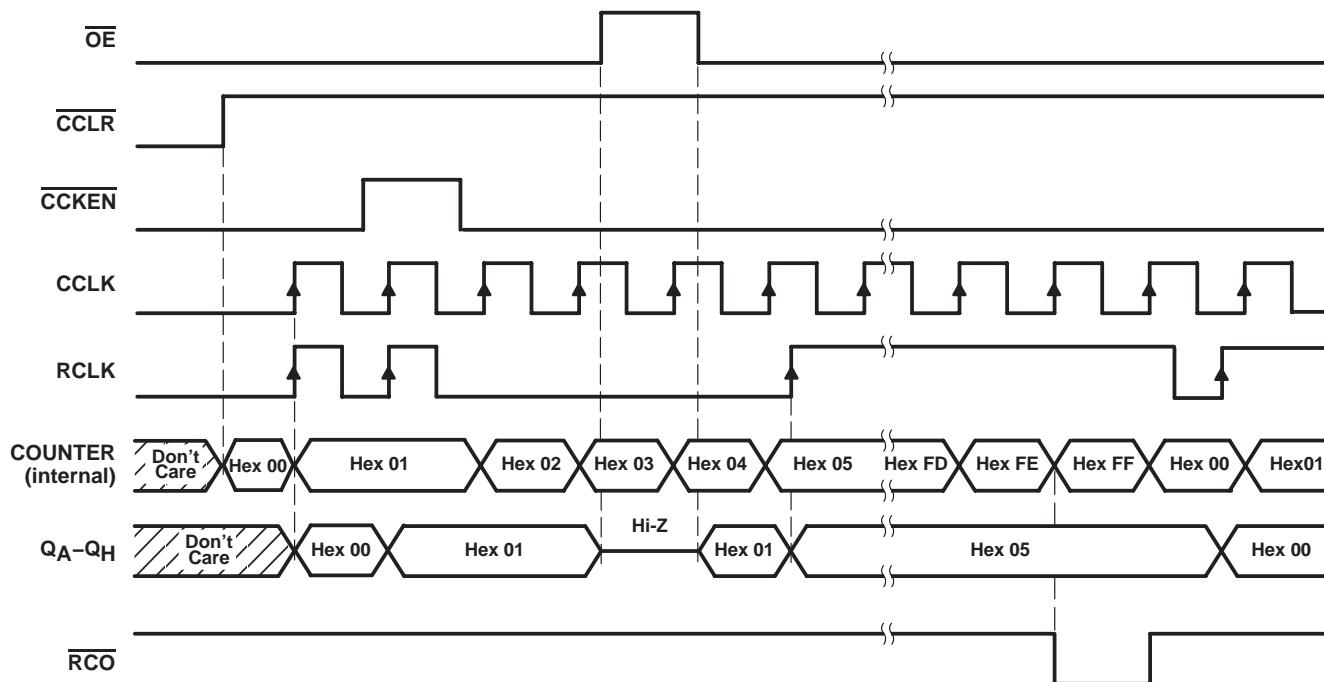 OE
CCLR
CCKEN
CCLK
RCLK
COUNTER
(internal)
Don't
Care
Hex 00
Hex 01
Hex 02
Hex 03
Hex 04
Hex 05
Hex FD
Hex FE
Hex FF
Hex 00
Hex01
QA–QH
Don't
Care
Hex 00
Hex 01
Hi-Z
Hex 01
Hex 05
Hex 00
RCO